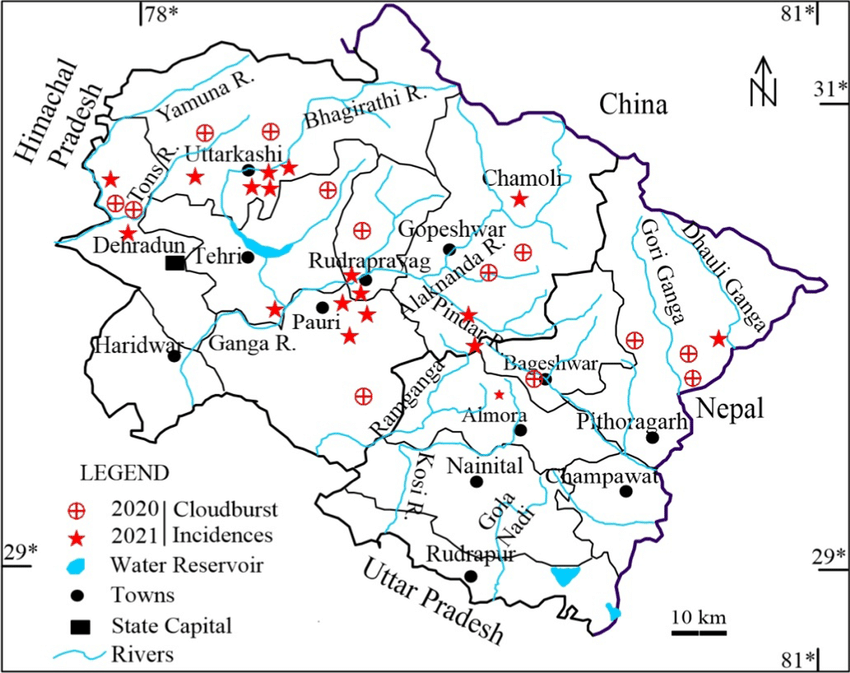 78*
81*
Himachal
Pradesh
Yamuna R.
Bhagirathi R.
China
N
31*
Tons R.
Uttarkashi
Chamoli
Dehradun
Tehri
Rudraprayag
Gopeshwar
Alaknanda R.
Gori Ganga
Dhauli Ganga
Pauri
Pindar R.
Haridwar
Ganga R.
Bageshwar
Ramganga
Almora
Pithoragarh
Nepal
LEGEND
2020 Cloudburst
2021 Incidences
Water Reservoir
Towns
State Capital
Rivers
Nainital
Champawat
Kosi R.
Gola
Nadi
Rudrapur
29*
29*
Uttar Pradesh
10 km
81*